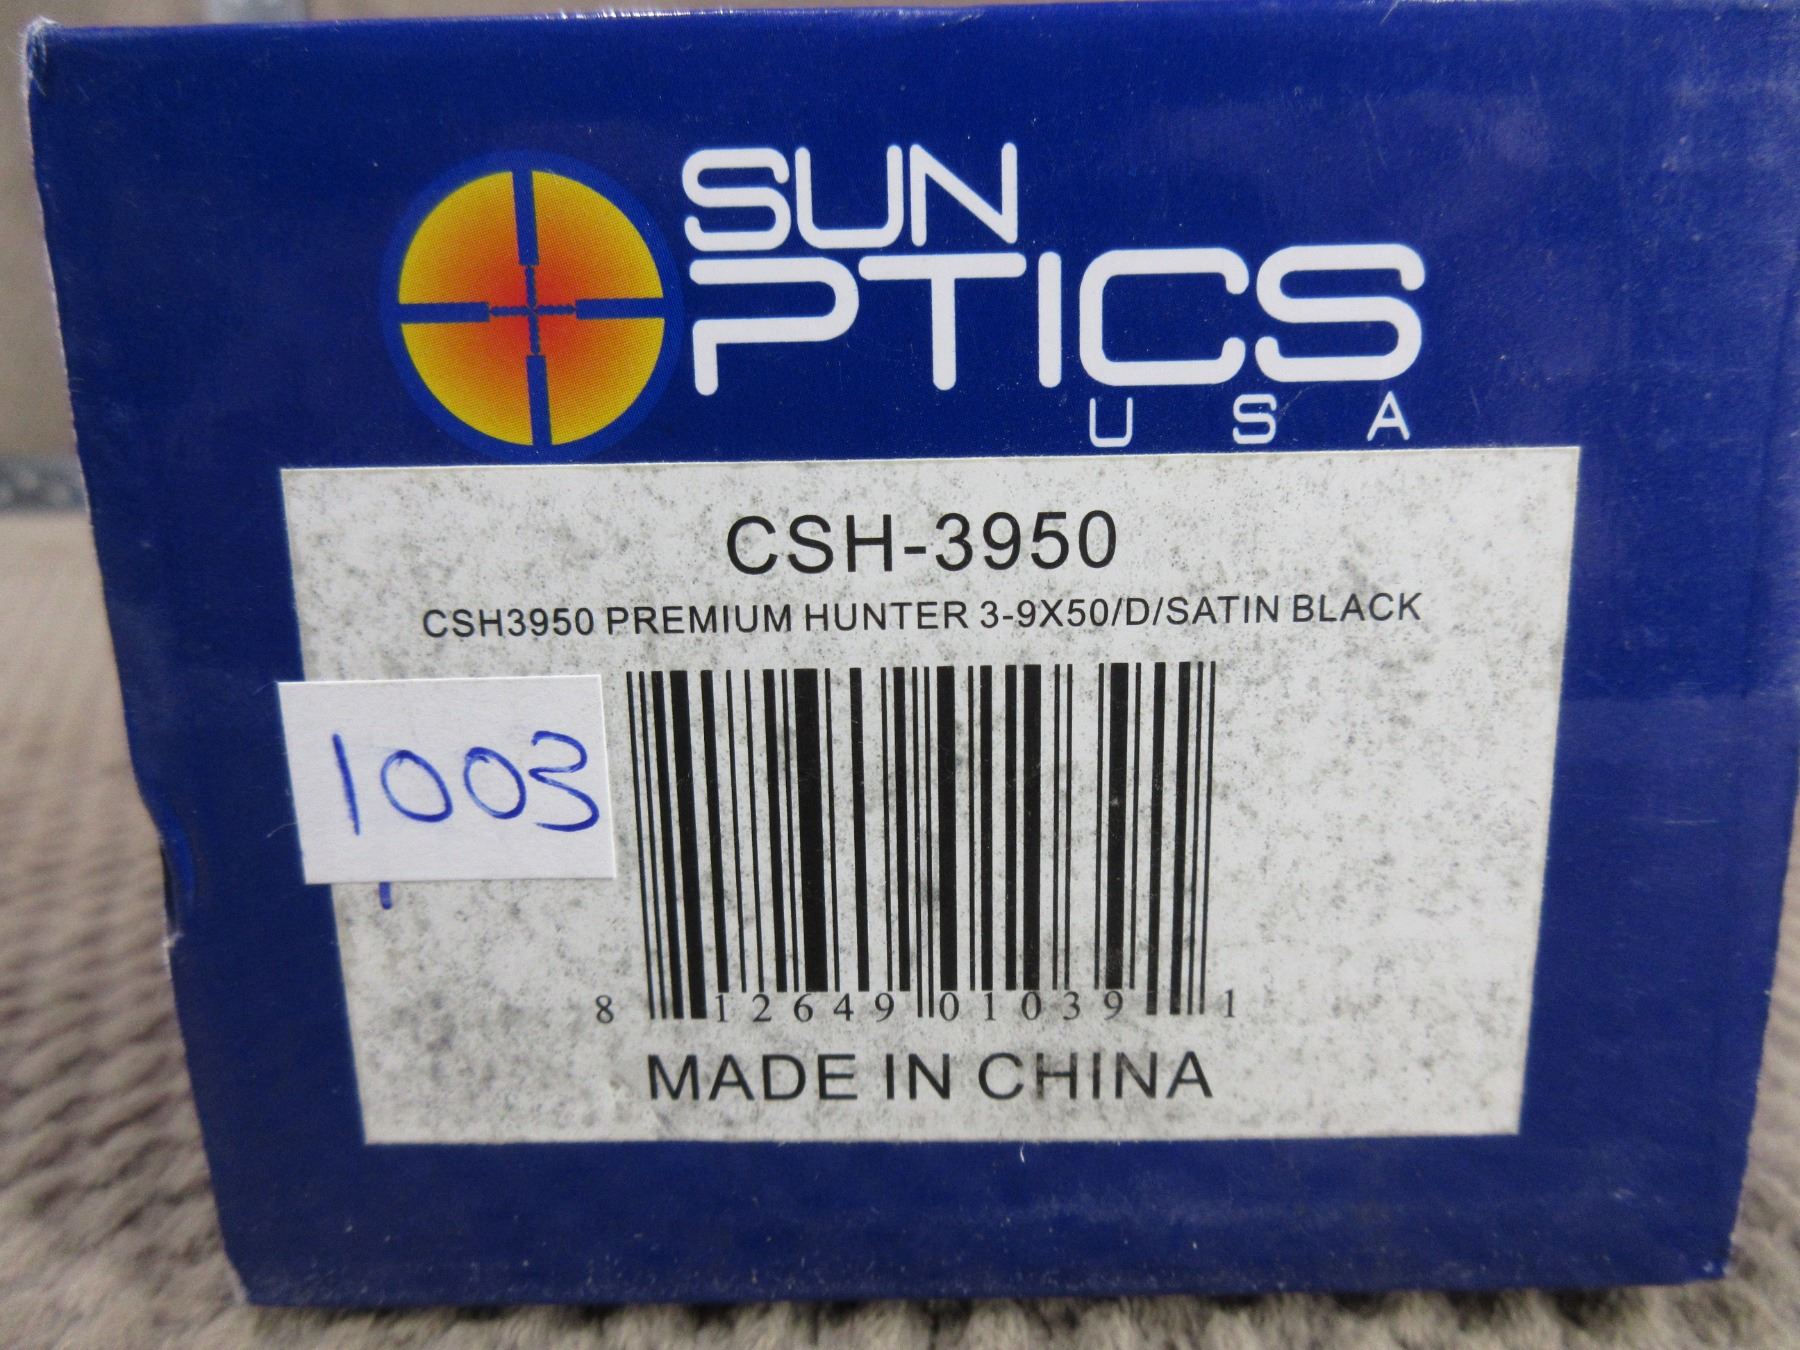 SUN
PTICS
USA
CSH-3950
CSH3950 PREMIUM HUNTER 3-9X50/D/SATIN BLACK
1003
8 12649 01039 1
MADE IN CHINA